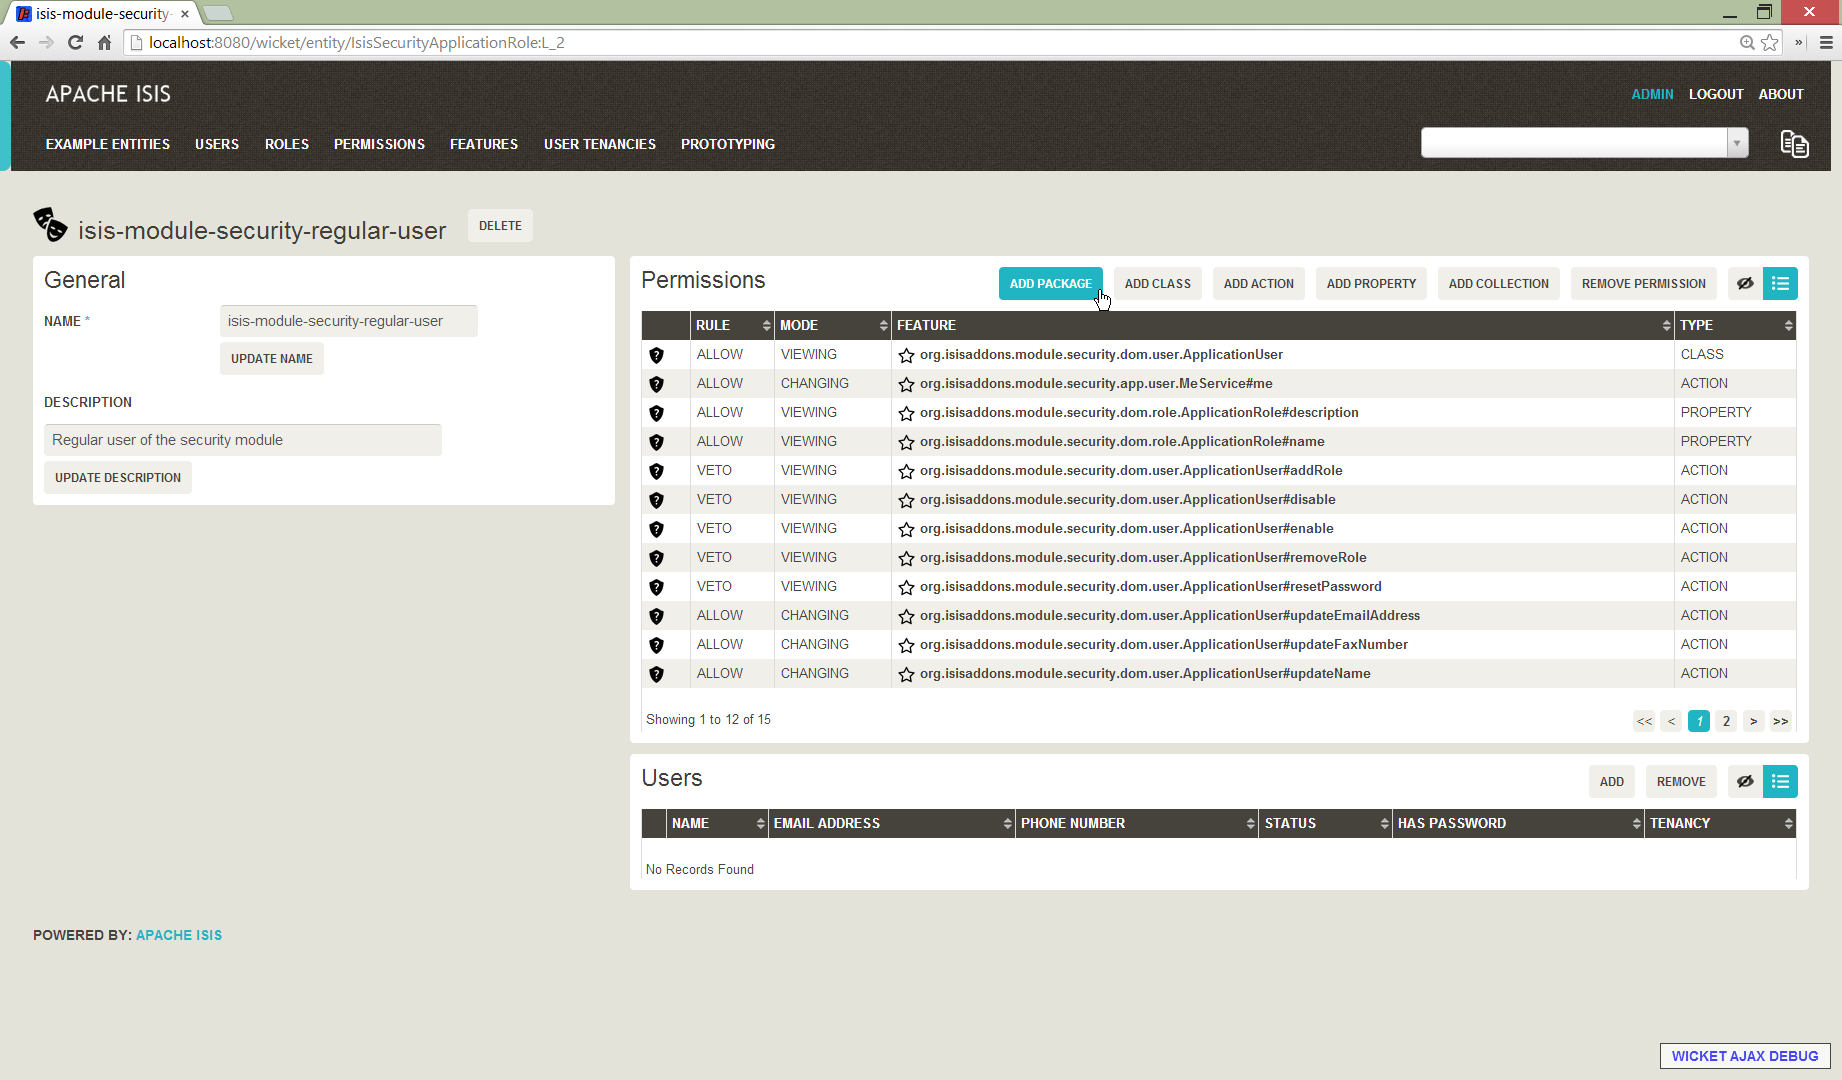 isis-module-security-
localhost:8080/wicket/entity/IsisSecurityApplicationRole:L_2
APACHE ISIS
ADMIN LOGOUT ABOUT
EXAMPLE ENTITIES USERS ROLES PERMISSIONS FEATURES USER TENANCIES PROTOTYPING
isis-module-security-regular-user DELETE
General
NAME *
isis-module-security-regular-user
UPDATE NAME
DESCRIPTION
Regular user of the security module
UPDATE DESCRIPTION
Permissions ADD PACKAGE ADD CLASS ADD ACTION ADD PROPERTY ADD COLLECTION REMOVE PERMISSION
RULE MODE FEATURE TYPE
ALLOW VIEWING org.isisaddons.module.security.dom.user.ApplicationUser CLASS
ALLOW CHANGING org.isisaddons.module.security.app.user.MeService#me ACTION
ALLOW VIEWING org.isisaddons.module.security.dom.role.ApplicationRole#description PROPERTY
ALLOW VIEWING org.isisaddons.module.security.dom.role.ApplicationRole#name PROPERTY
VETO VIEWING org.isisaddons.module.security.dom.user.ApplicationUser#addRole ACTION
VETO VIEWING org.isisaddons.module.security.dom.user.ApplicationUser#disable ACTION
VETO VIEWING org.isisaddons.module.security.dom.user.ApplicationUser#enable ACTION
VETO VIEWING org.isisaddons.module.security.dom.user.ApplicationUser#removeRole ACTION
VETO VIEWING org.isisaddons.module.security.dom.user.ApplicationUser#resetPassword ACTION
ALLOW CHANGING org.isisaddons.module.security.dom.user.ApplicationUser#updateEmailAddress ACTION
ALLOW CHANGING org.isisaddons.module.security.dom.user.ApplicationUser#updateFaxNumber ACTION
ALLOW CHANGING org.isisaddons.module.security.dom.user.ApplicationUser#updateName ACTION
Showing 1 to 12 of 15 << < 1 2 > >>
Users ADD REMOVE
NAME EMAIL ADDRESS PHONE NUMBER STATUS HAS PASSWORD TENANCY
No Records Found
POWERED BY: APACHE ISIS
WICKET AJAX DEBUG